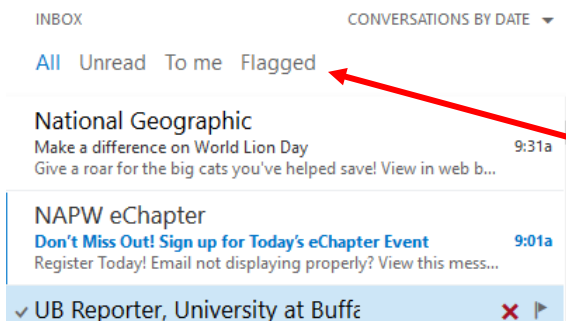 INBOX CONVERSATIONS BY DATE
All Unread To me Flagged
National Geographic
Make a difference on World Lion Day 9:31a
Give a roar for the big cats you've helped save! View in web b...
NAPW eChapter
Don't Miss Out! Sign up for Today's eChapter Event 9:01a
Register Today! Email not displaying properly? View this mess...
UB Reporter, University at Buffa